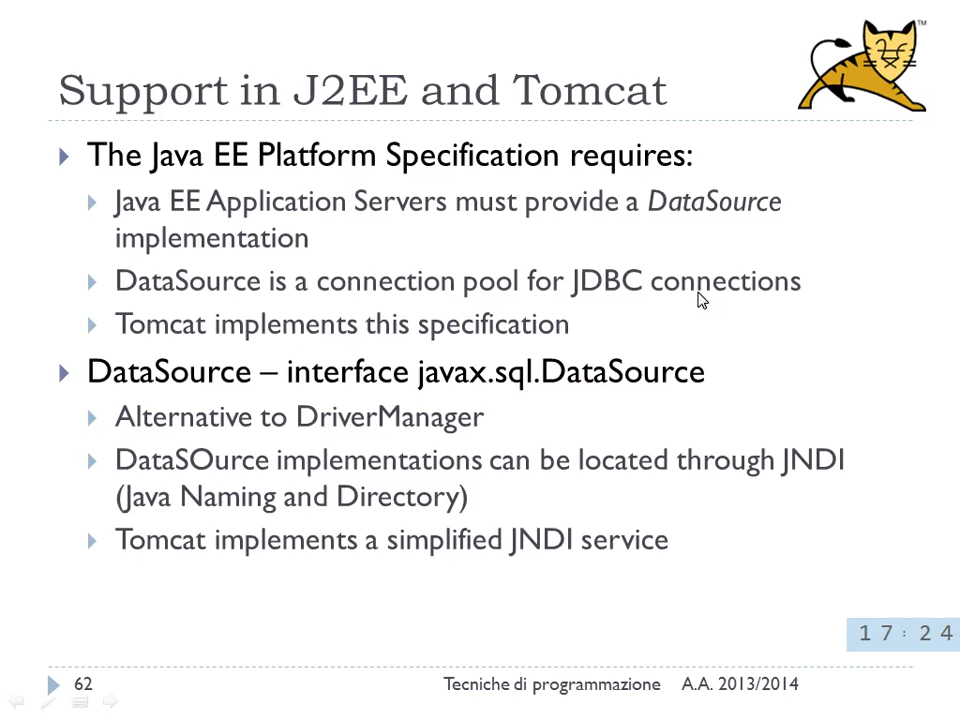 Support in J2EE and Tomcat
TM
The Java EE Platform Specification requires:
Java EE Application Servers must provide a DataSource
implementation
DataSource is a connection pool for JDBC connections
Tomcat implements this specification
DataSource – interface javax.sql.DataSource
Alternative to DriverManager
DataSOurce implementations can be located through JNDI
(Java Naming and Directory)
Tomcat implements a simplified JNDI service
17:24
62 Tecniche di programmazione A.A. 2013/2014